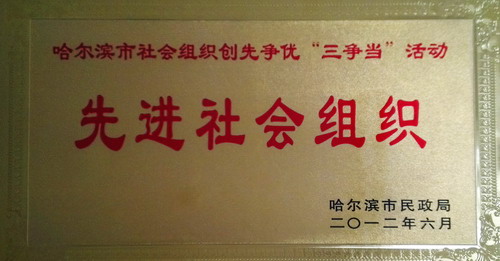 哈尔滨市社会组织创先争优“三争当”活动
先进社会组织
哈尔滨市民政局
二〇一二年六月